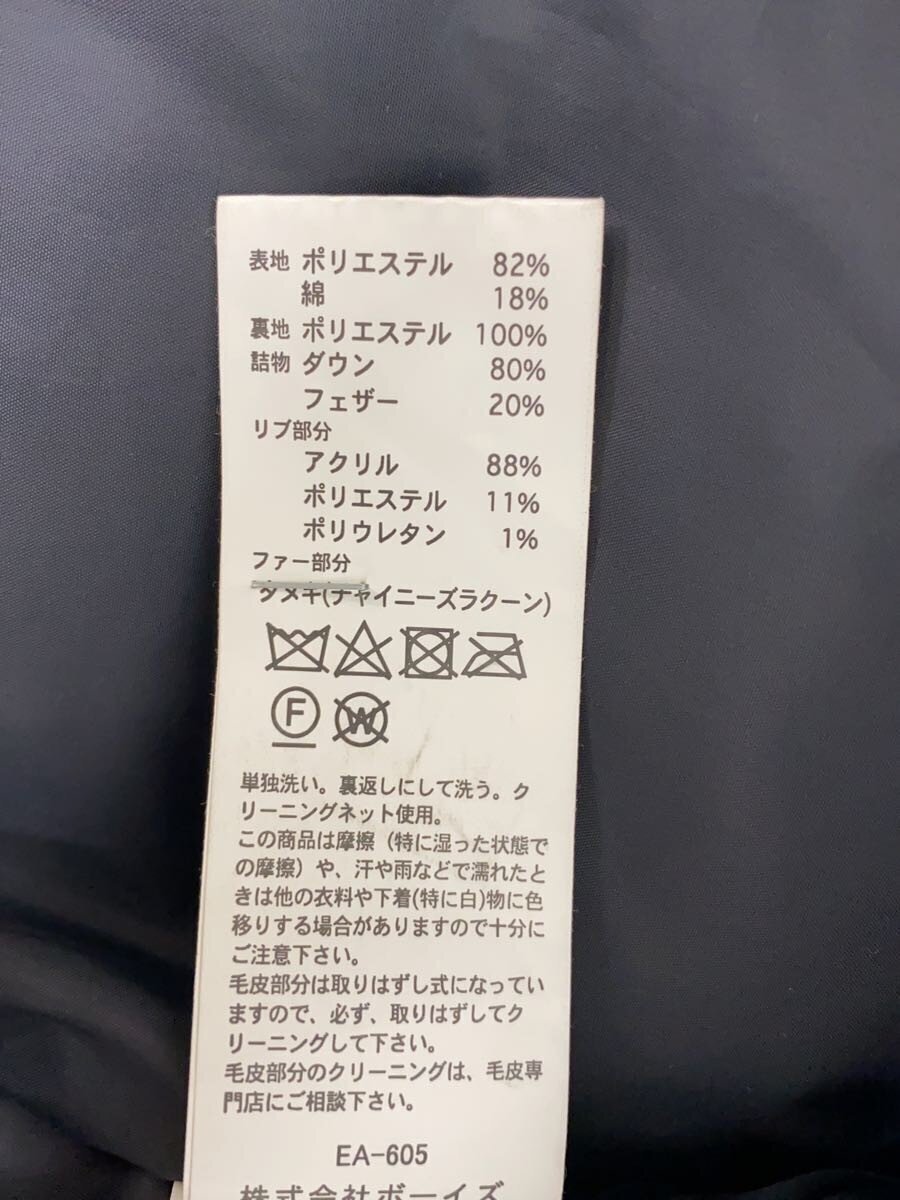 表地 ポリエステル 82%
綿 18%
裏地 ポリエステル 100%
詰物 ダウン 80%
フェザー 20%
リブ部分
アクリル 88%
ポリエステル 11%
ポリウレタン 1%
ファー部分
タヌキ(チャイニーズラクーン)
F W
単独洗い。裏返しにして洗う。ク
リーニングネット使用。
この商品は摩擦（特に湿った状態で
の摩擦）や、汗や雨などで濡れたと
きは他の衣料や下着(特に白)物に色
移りする場合がありますので十分に
ご注意下さい。
毛皮部分は取りはずし式になってい
ますので、必ず、取りはずしてク
リーニングして下さい。
毛皮部分のクリーニングは、毛皮専
門店にご相談下さい。
EA-605
株式会社ボーイズ